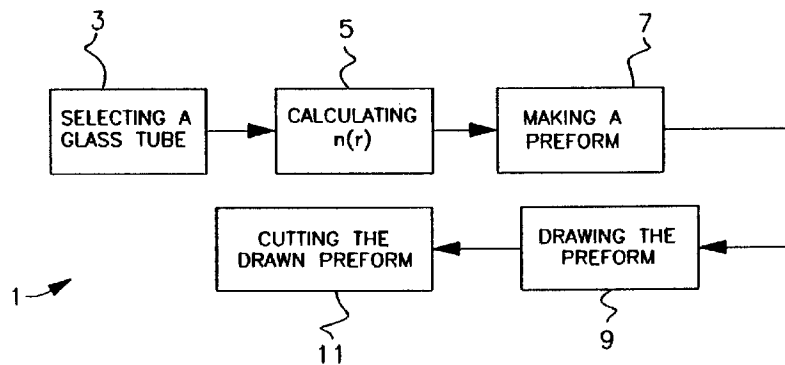 3
5
7
SELECTING A
GLASS TUBE
CALCULATING
n(r)
MAKING A
PREFORM
CUTTING THE
DRAWN PREFORM
DRAWING THE
PREFORM
1
11
9